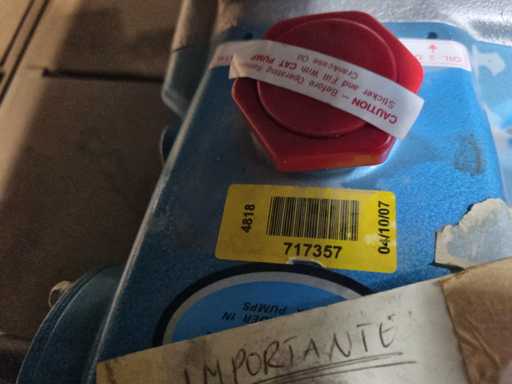 CAUTION – Before Operating Remove
Sticker and Fill With CAT PUMP
Crankcase Oil
4818
717357
04/10/07
PUMPS
IMPORTANTE